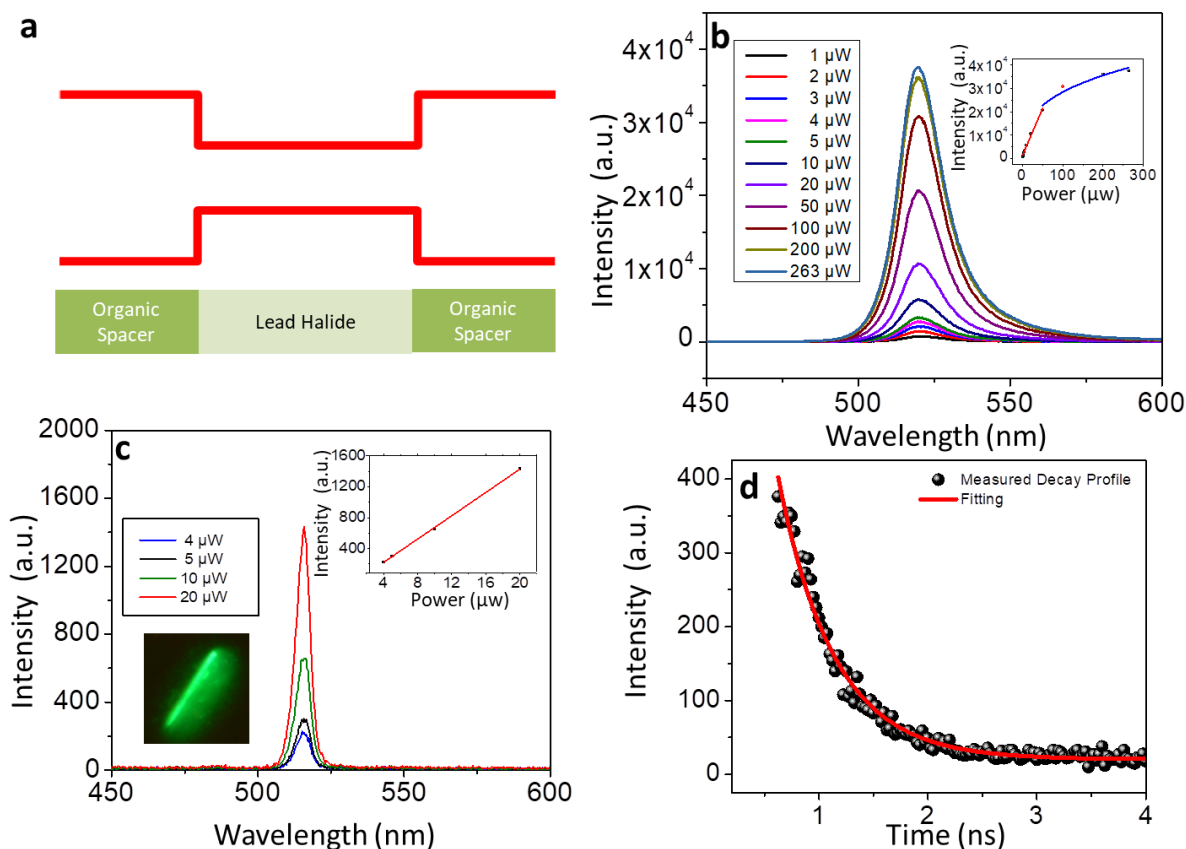 a
Organic
Spacer
Lead Halide
Organic
Spacer
b
Intensity (a.u.)
4x10⁴
3x10⁴
2x10⁴
1x10⁴
0
1 µW
2 µW
3 µW
4 µW
5 µW
10 µW
20 µW
50 µW
100 µW
200 µW
263 µW
Intensity (a.u.)
4x10⁴
3x10⁴
2x10⁴
1x10⁴
0
0 100 200 300
Power (µw)
450 500 550 600
Wavelength (nm)
c
Intensity (a.u.)
2000
1600
1200
800
400
0
4 µW
5 µW
10 µW
20 µW
Intensity (a.u.)
1600
1200
800
400
4 8 12 16 20
Power (µw)
450 500 550 600
Wavelength (nm)
d
Intensity (a.u.)
400
300
200
100
0
Measured Decay Profile
Fitting
1 2 3 4
Time (ns)